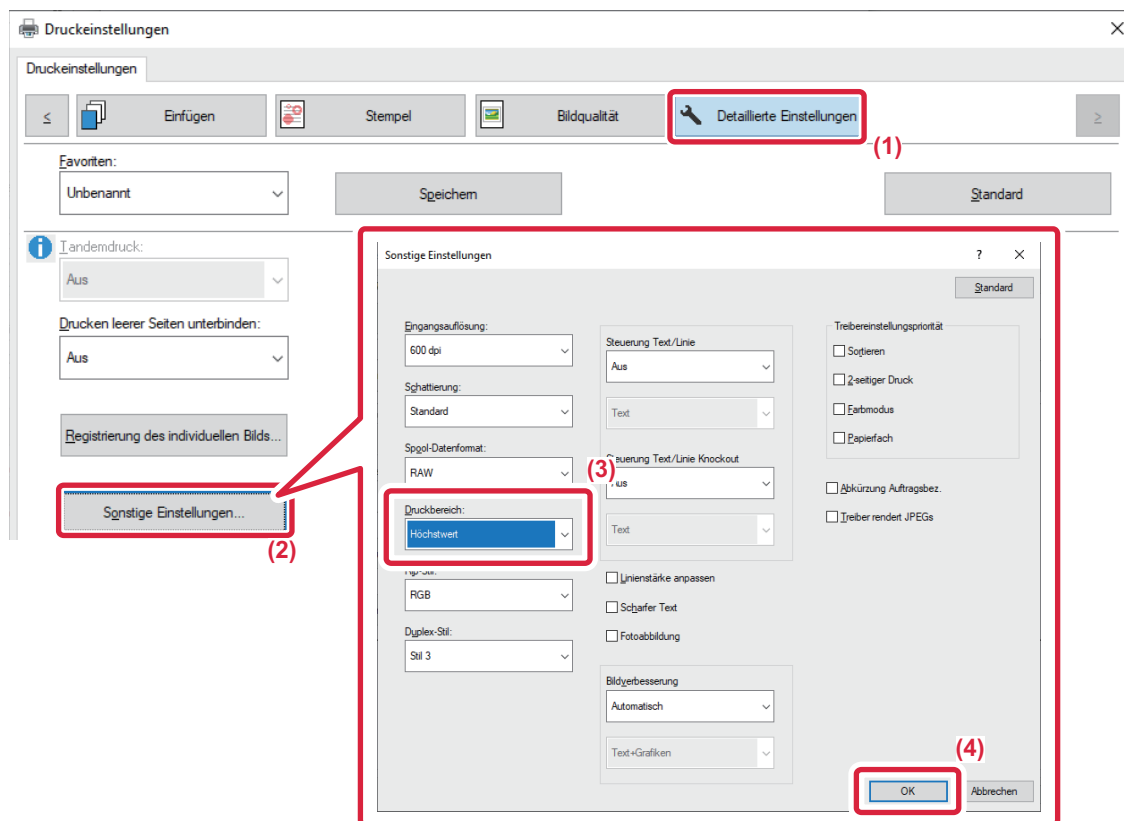 Druckeinstellungen
Druckeinstellungen
<
Einfügen
Stempel
Bildqualität
Detaillierte Einstellungen
>
(1)
Favoriten:
Unbenannt
Speichern
Standard
Tandemdruck:
Aus
Drucken leerer Seiten unterbinden:
Aus
Registrierung des individuellen Bilds...
Sonstige Einstellungen...
(2)
Sonstige Einstellungen
?
Standard
Eingangsauflösung:
600 dpi
Schattierung:
Standard
Spool-Datenformat:
RAW
(3)
Druckbereich:
Höchstwert
Rip-Stil:
RGB
Duplex-Stil:
Stil 3
Steuerung Text/Linie
Aus
Text
Steuerung Text/Linie Knockout
Aus
Text
Linienstärke anpassen
Scharfer Text
Fotoabbildung
Bildverbesserung
Automatisch
Text+Grafiken
Treibereinstellungspriorität
Sortieren
2-seitiger Druck
Farbmodus
Papierfach
Abkürzung Auftragsbez.
Treiber rendert JPEGs
(4)
OK
Abbrechen